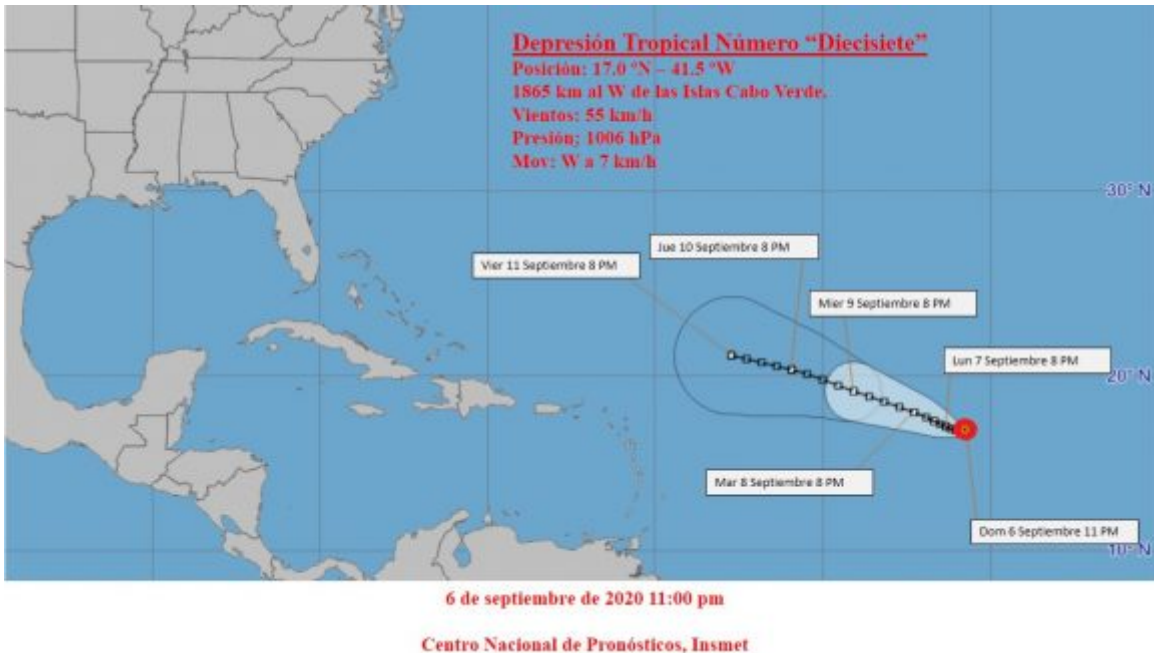 Depresión Tropical Número “Diecisiete”
Posición: 17.0 ºN – 41.5 ºW
1865 km al W de las Islas Cabo Verde.
Vientos: 55 km/h
Presión; 1006 hPa
Mov: W a 7 km/h
30° N
Jue 10 Septiembre 8 PM
Vier 11 Septiembre 8 PM
Mier 9 Septiembre 8 PM
Lun 7 Septiembre 8 PM
20° N
Mar 8 Septiembre 8 PM
Dom 6 Septiembre 11 PM
10° N
6 de septiembre de 2020 11:00 pm
Centro Nacional de Pronósticos, Insmet